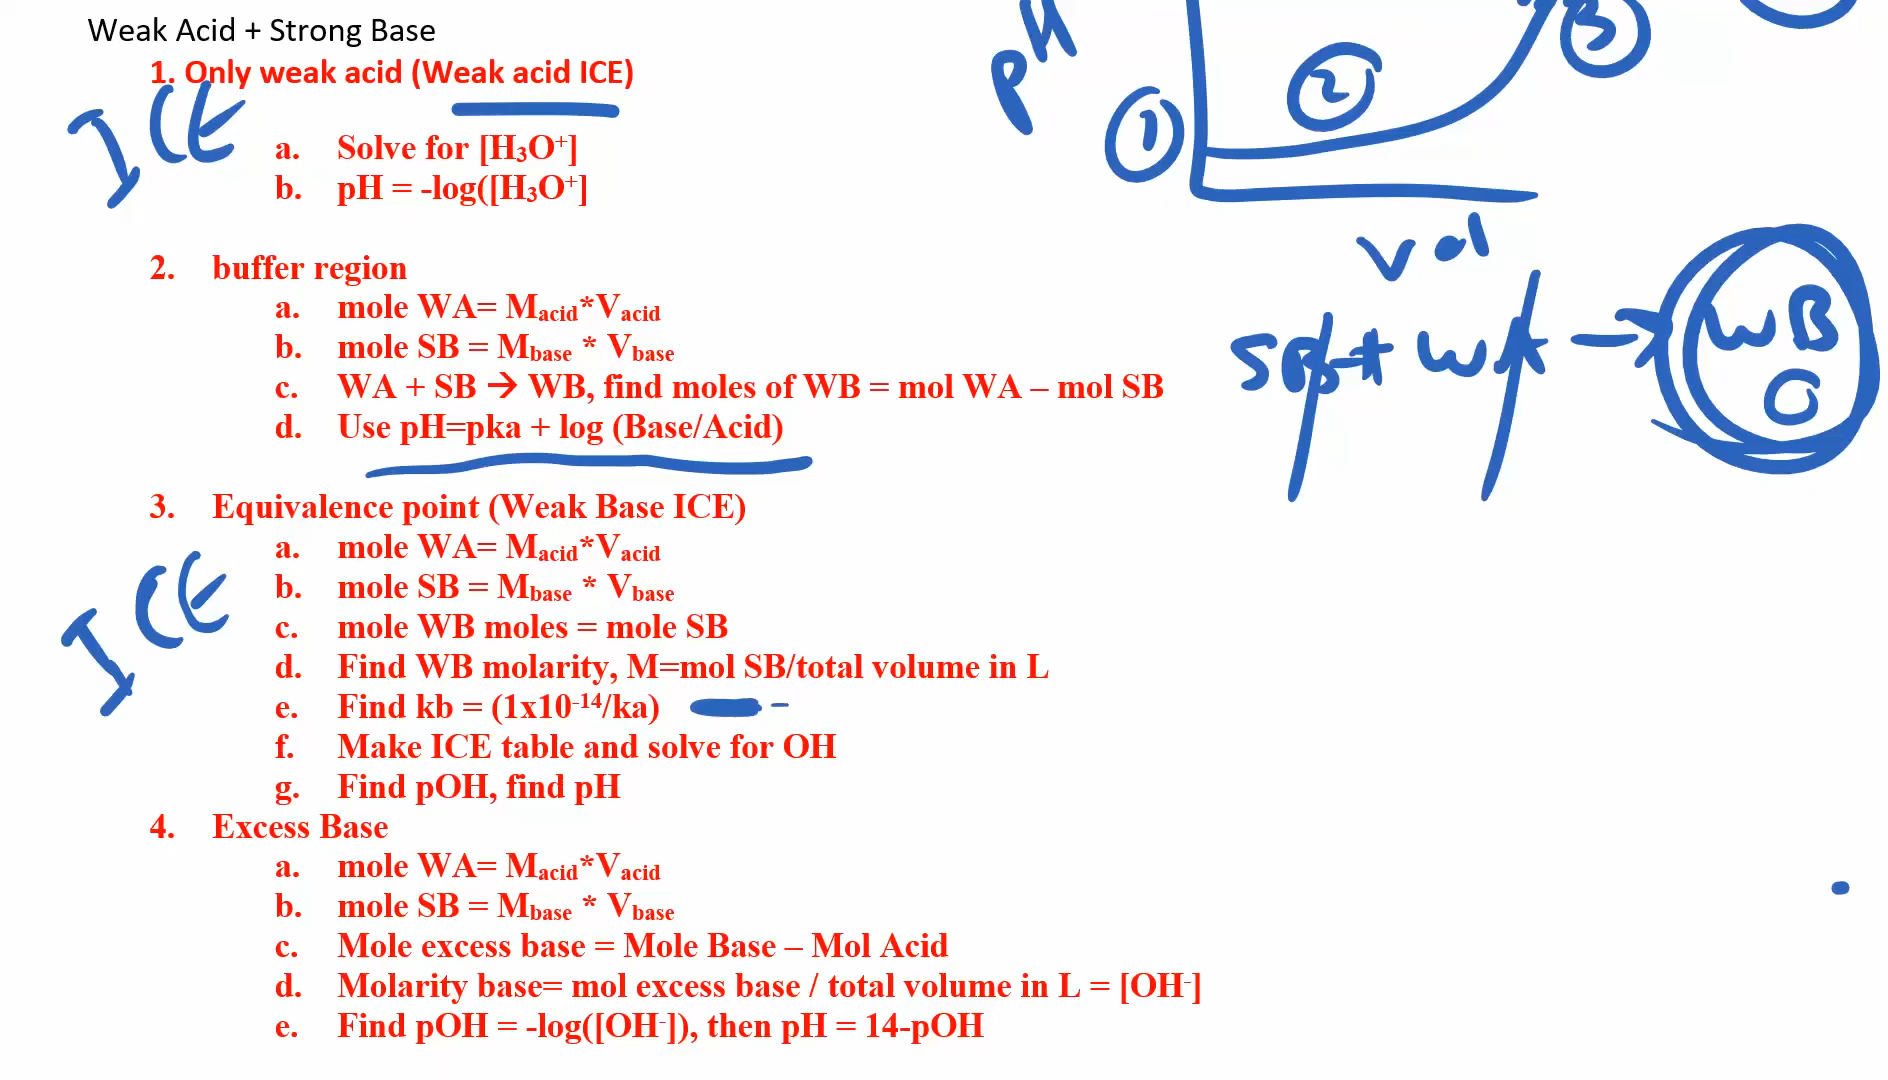 Weak Acid + Strong Base
1. Only weak acid (Weak acid ICE)
ICE
a. Solve for [H₃O⁺]
b. pH = -log([H₃O⁺]
pH
1
2
3
vol
2. buffer region
a. mole WA= Macid*Vacid
b. mole SB = Mbase * Vbase
c. WA + SB → WB, find moles of WB = mol WA – mol SB
d. Use pH=pka + log (Base/Acid)
SB + WA → WB
3. Equivalence point (Weak Base ICE)
ICE
a. mole WA= Macid*Vacid
b. mole SB = Mbase * Vbase
c. mole WB moles = mole SB
d. Find WB molarity, M=mol SB/total volume in L
e. Find kb = (1x10⁻¹⁴/ka)
f. Make ICE table and solve for OH
g. Find pOH, find pH
4. Excess Base
a. mole WA= Macid*Vacid
b. mole SB = Mbase * Vbase
c. Mole excess base = Mole Base – Mol Acid
d. Molarity base= mol excess base / total volume in L = [OH⁻]
e. Find pOH = -log([OH⁻]), then pH = 14-pOH